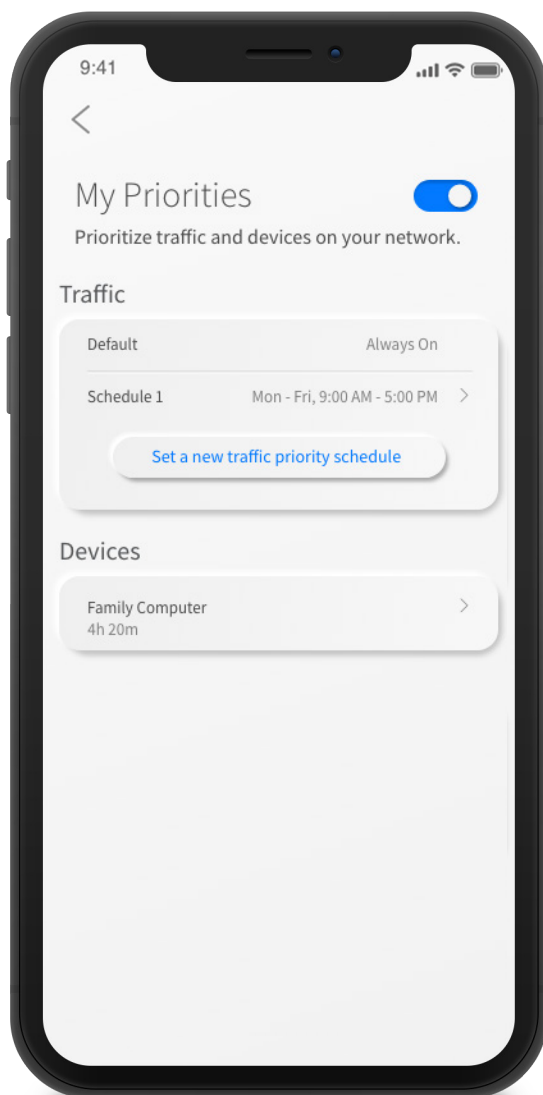 9:41
My Priorities
Prioritize traffic and devices on your network.
Traffic
Default Always On
Schedule 1 Mon - Fri, 9:00 AM - 5:00 PM
Set a new traffic priority schedule
Devices
Family Computer
4h 20m